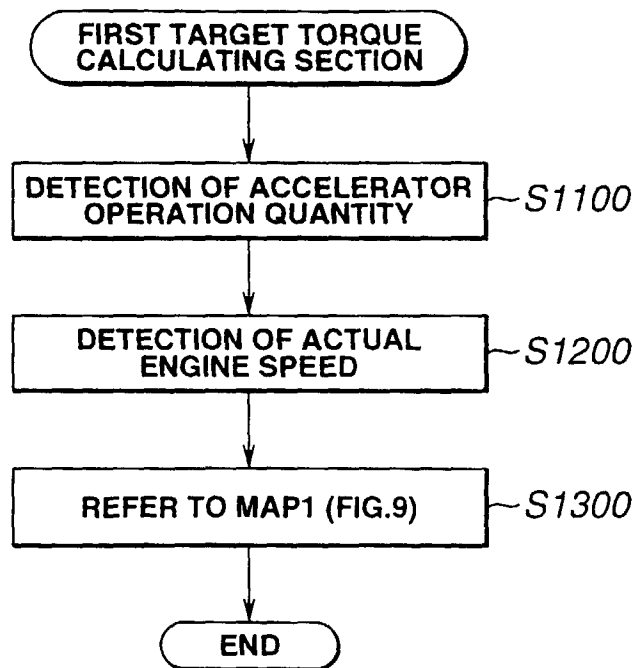 FIRST TARGET TORQUE
CALCULATING SECTION
DETECTION OF ACCELERATOR
OPERATION QUANTITY
S1100
DETECTION OF ACTUAL
ENGINE SPEED
S1200
REFER TO MAP1 (FIG.9)
S1300
END